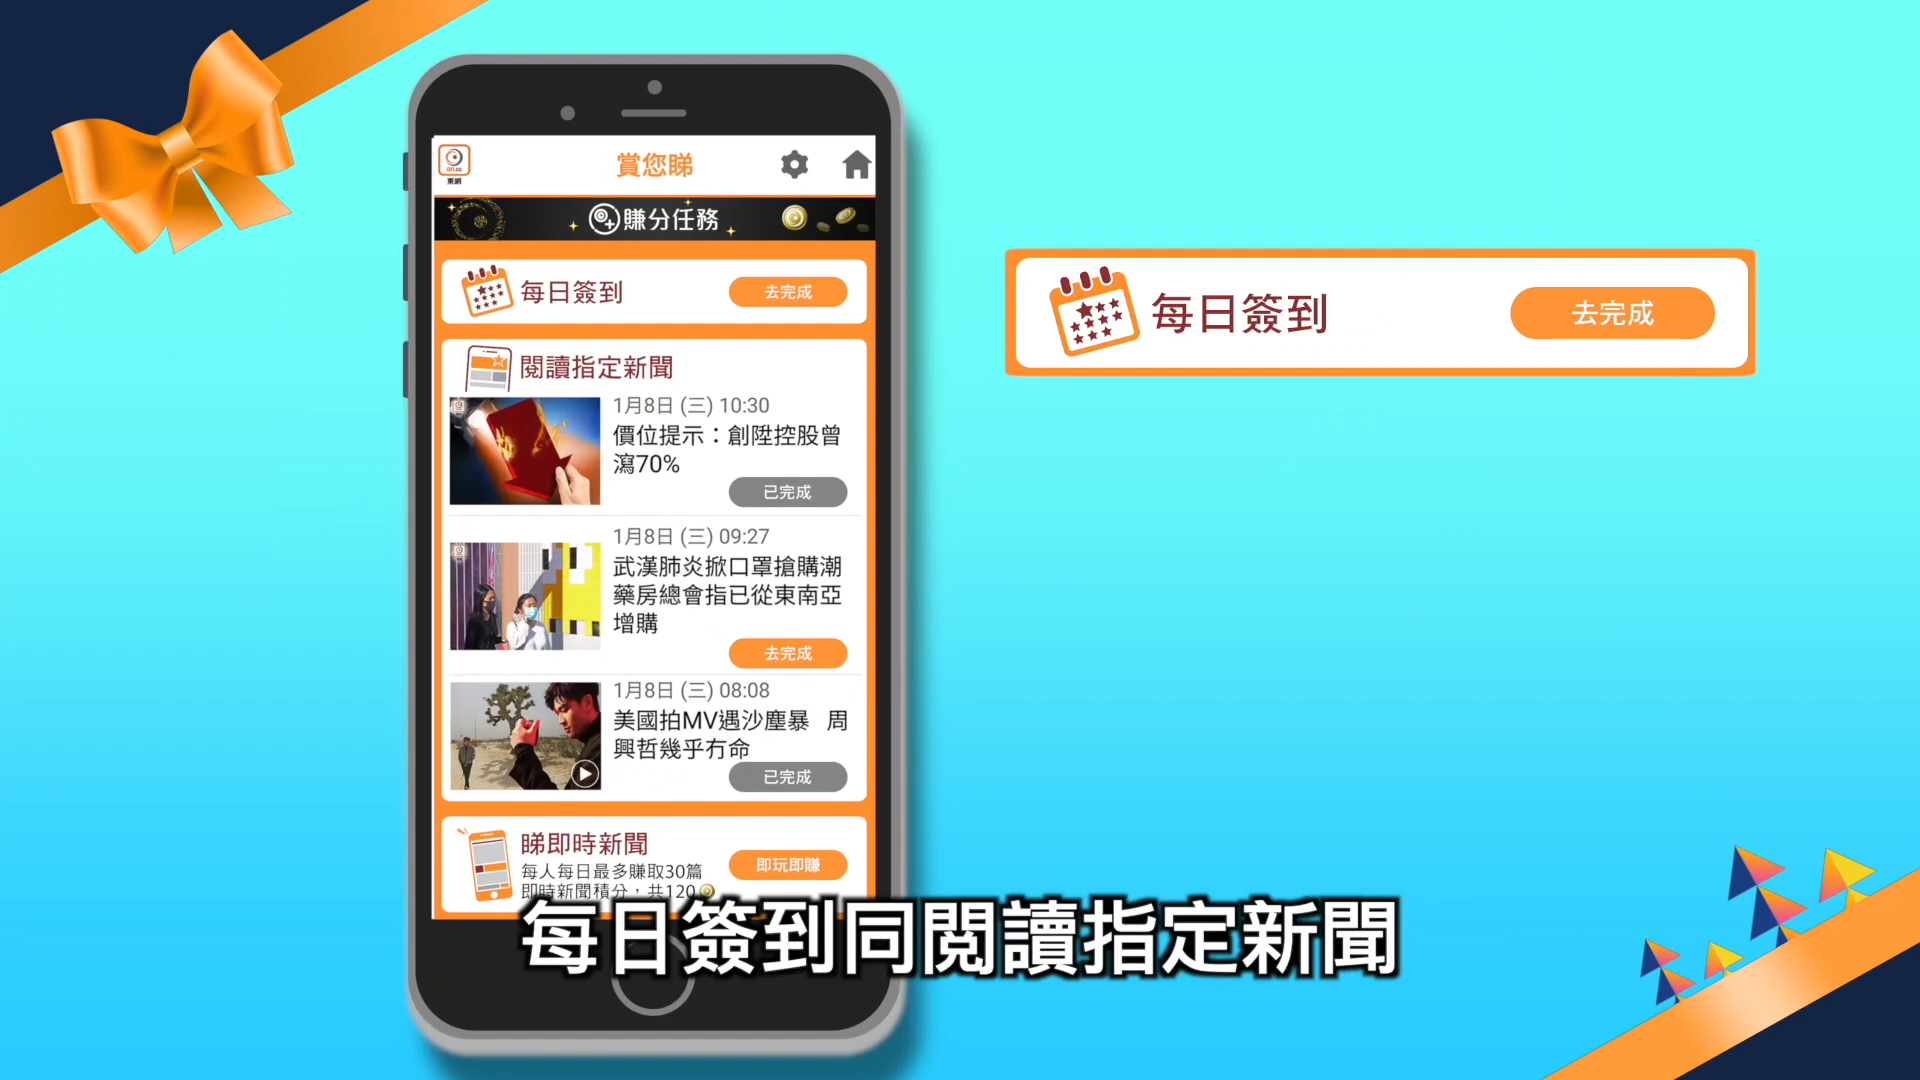 on.cc
東網
賞您睇
賺分任務
每日簽到
去完成
閱讀指定新聞
1月8日 (三) 10:30
價位提示：創陞控股曾
瀉70%
已完成
1月8日 (三) 09:27
武漢肺炎掀口罩搶購潮
藥房總會指已從東南亞
增購
去完成
1月8日 (三) 08:08
美國拍MV遇沙塵暴 周
興哲幾乎冇命
已完成
睇即時新聞
每人每日最多賺取30篇
即時新聞積分，共120
即玩即賺
每日簽到
去完成
每日簽到同閱讀指定新聞